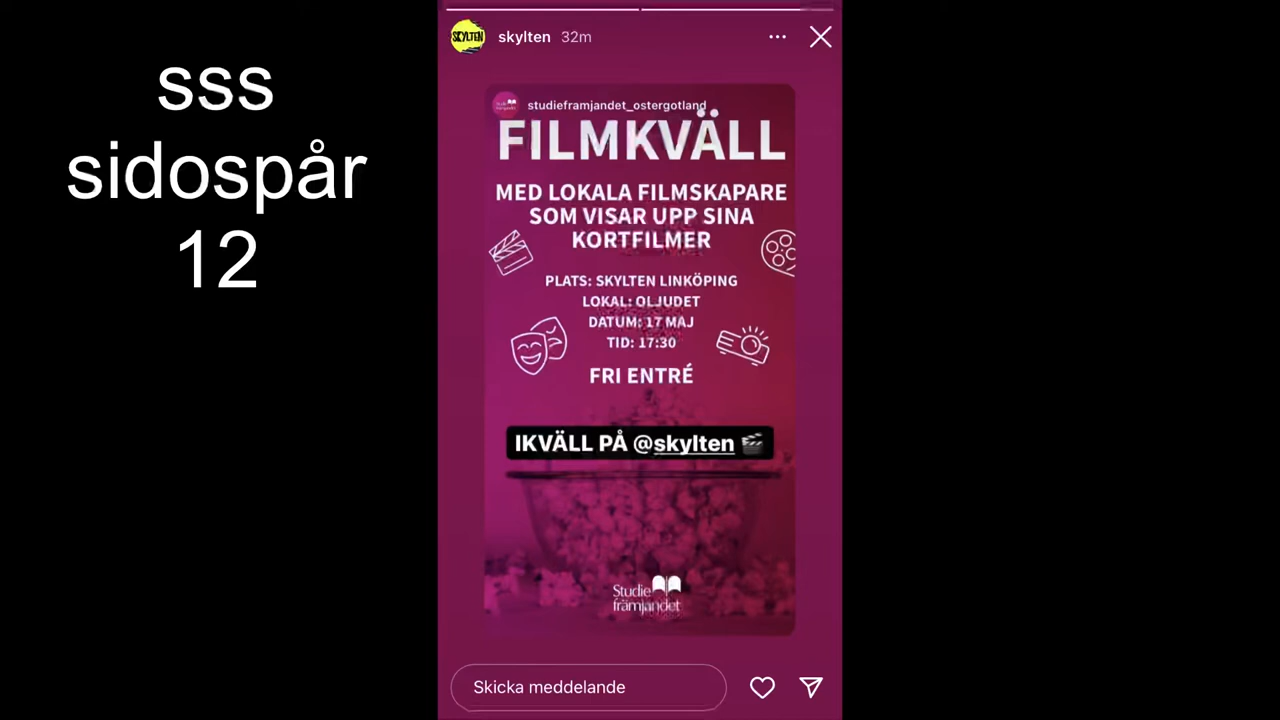 sss
sidospår
12
SKYLTEN
skylten 32m
studieframjandet_ostergotland
FILMKVÄLL
MED LOKALA FILMSKAPARE
SOM VISAR UPP SINA
KORTFILMER
PLATS: SKYLTEN LINKÖPING
LOKAL: OLJUDET
DATUM: 17 MAJ
TID: 17:30
FRI ENTRÉ
IKVÄLL PÅ @skylten
Studie
främjandet
Skicka meddelande